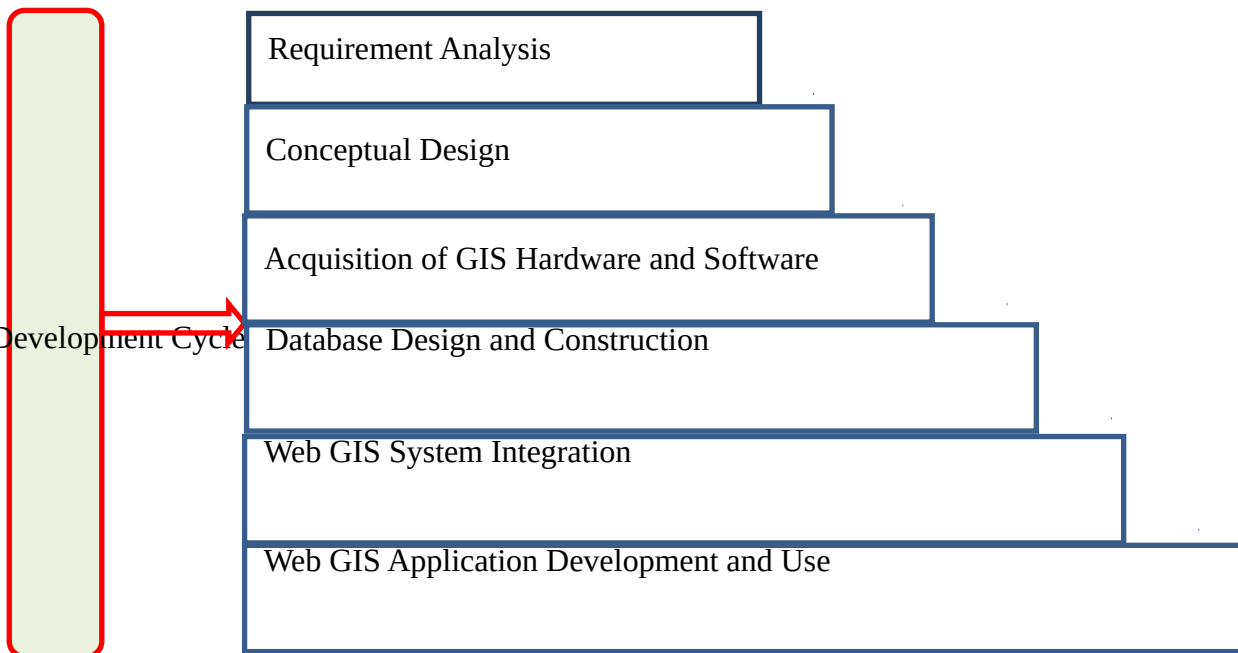 Requirement Analysis
Conceptual Design
Acquisition of GIS Hardware and Software
Development Cycle
Database Design and Construction
Web GIS System Integration
Web GIS Application Development and Use